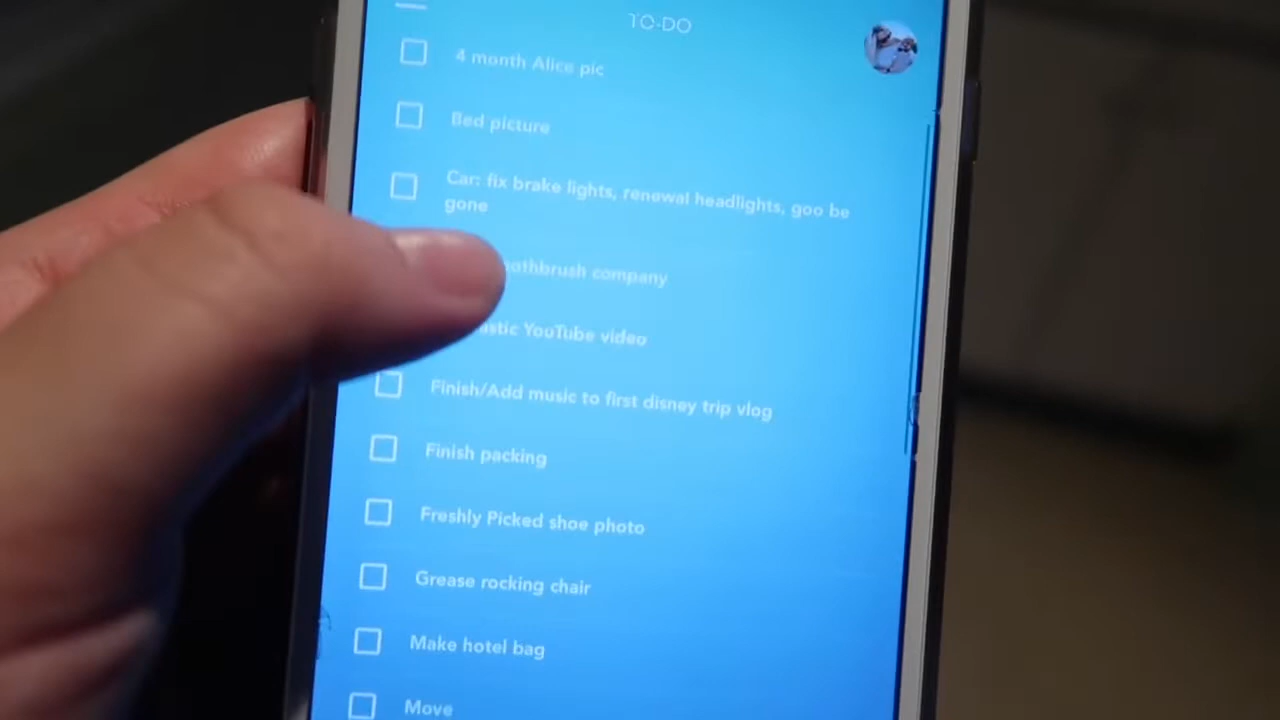 TO-DO
4 month Alice pic
Bed picture
Car: fix brake lights, renewal headlights, goo be
gone
company
YouTube video
Finish/Add music to first disney trip vlog
Finish packing
Freshly Picked shoe photo
Grease rocking chair
Make hotel bag
Move